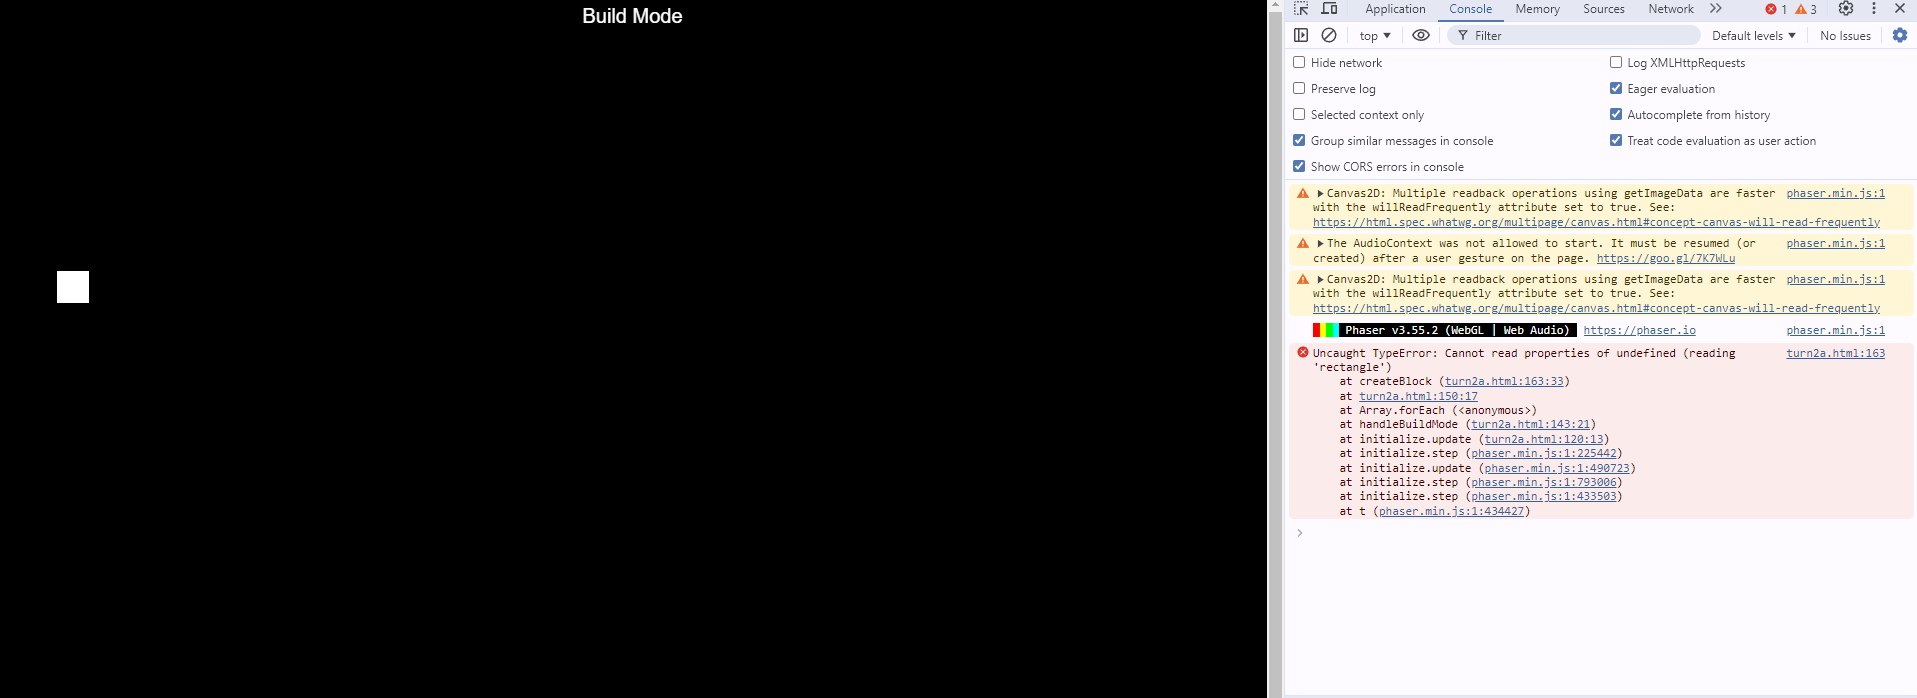 Build Mode
Application Console Memory Sources Network 1 3
top Filter Default levels No Issues
Hide network Log XMLHttpRequests
Preserve log Eager evaluation
Selected context only Autocomplete from history
Group similar messages in console Treat code evaluation as user action
Show CORS errors in console
Canvas2D: Multiple readback operations using getImageData are faster phaser.min.js:1
with the willReadFrequently attribute set to true. See:
https://html.spec.whatwg.org/multipage/canvas.html#concept-canvas-will-read-frequently
The AudioContext was not allowed to start. It must be resumed (or phaser.min.js:1
created) after a user gesture on the page. https://goo.gl/7K7WLu
Canvas2D: Multiple readback operations using getImageData are faster phaser.min.js:1
with the willReadFrequently attribute set to true. See:
https://html.spec.whatwg.org/multipage/canvas.html#concept-canvas-will-read-frequently
Phaser v3.55.2 (WebGL | Web Audio) https://phaser.io phaser.min.js:1
Uncaught TypeError: Cannot read properties of undefined (reading turn2a.html:163
'rectangle')
at createBlock (turn2a.html:163:33)
at turn2a.html:150:17
at Array.forEach (<anonymous>)
at handleBuildMode (turn2a.html:143:21)
at initialize.update (turn2a.html:120:13)
at initialize.step (phaser.min.js:1:225442)
at initialize.update (phaser.min.js:1:490723)
at initialize.step (phaser.min.js:1:793006)
at initialize.step (phaser.min.js:1:433503)
at t (phaser.min.js:1:434427)